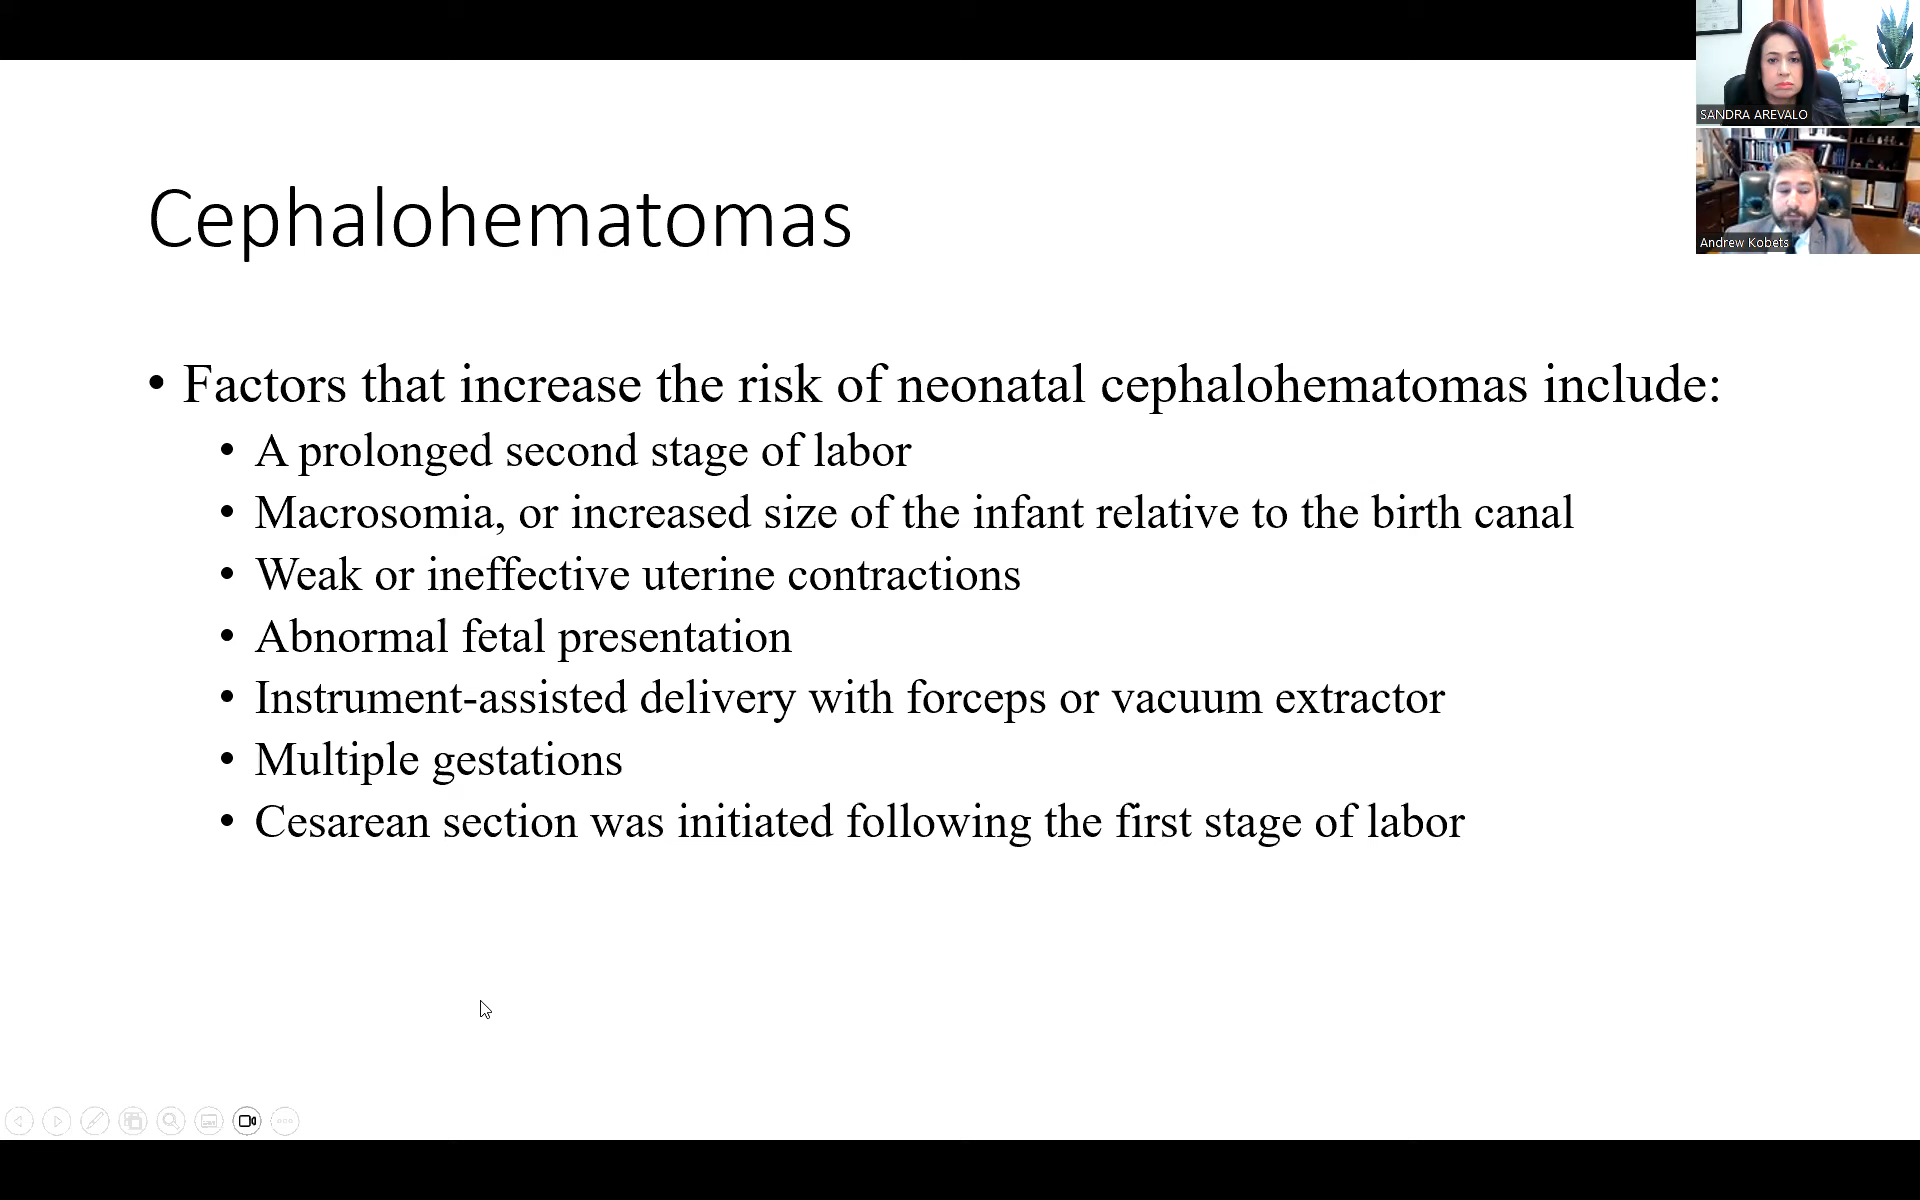 SANDRA AREVALO
Andrew Kobets
Cephalohematomas
• Factors that increase the risk of neonatal cephalohematomas include:
• A prolonged second stage of labor
• Macrosomia, or increased size of the infant relative to the birth canal
• Weak or ineffective uterine contractions
• Abnormal fetal presentation
• Instrument-assisted delivery with forceps or vacuum extractor
• Multiple gestations
• Cesarean section was initiated following the first stage of labor